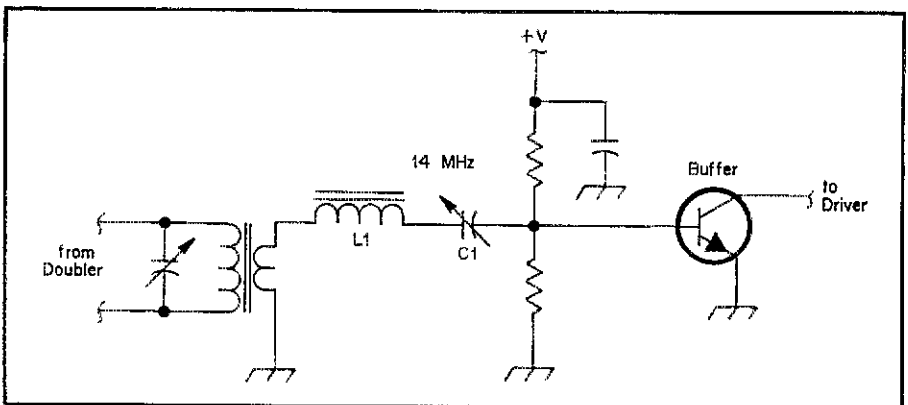 +V
14 MHz
Buffer
to
Driver
L1
C1
from
Doubler